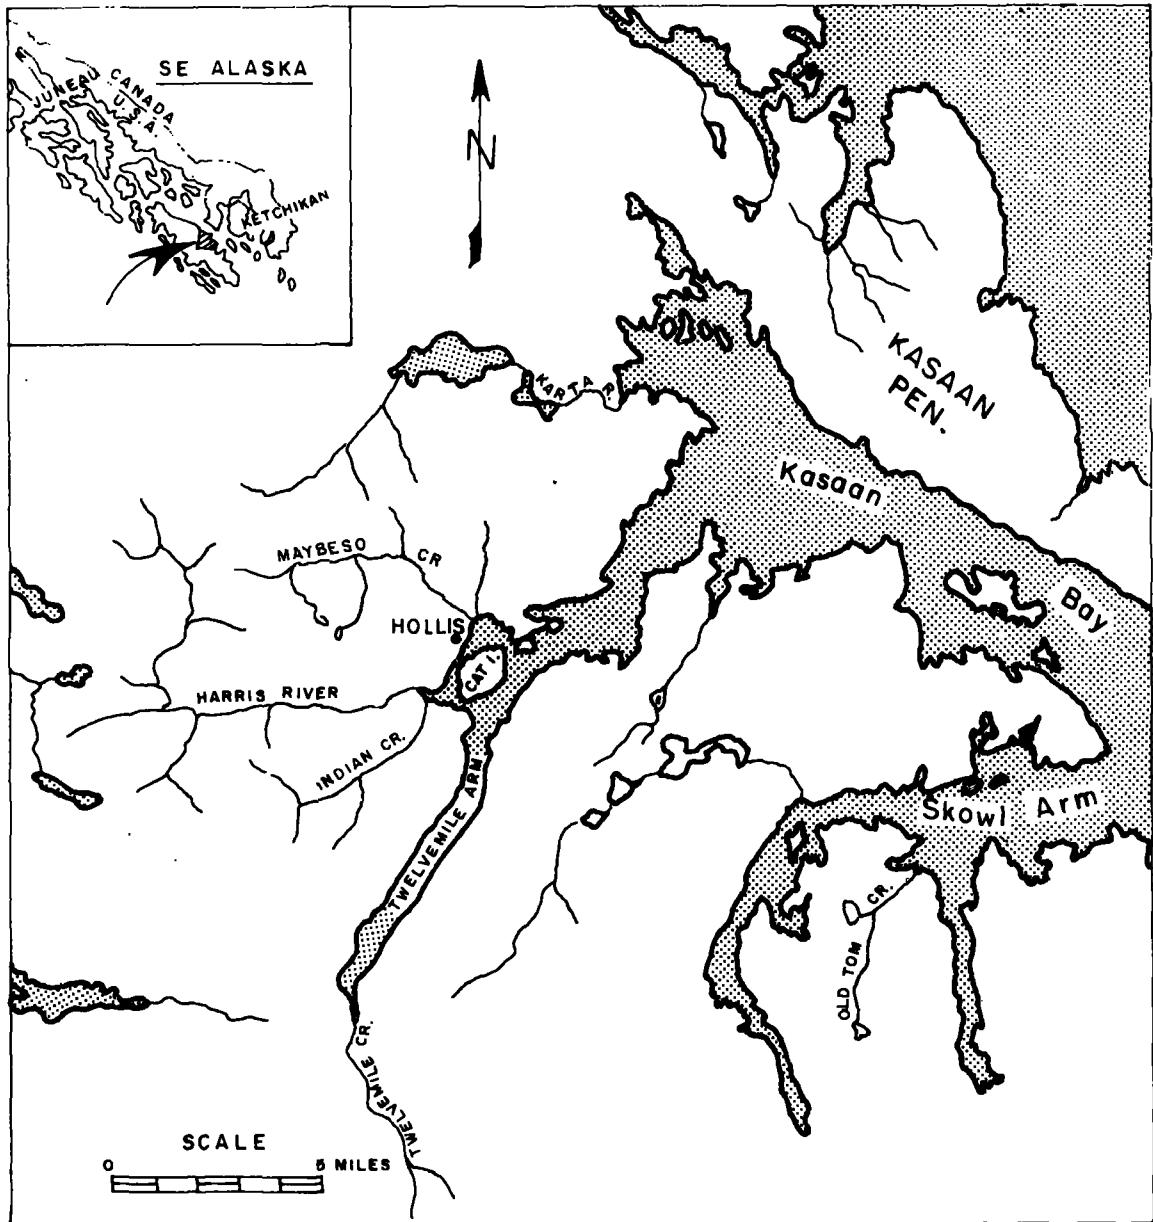 SE ALASKA
JUNEAU
CANADA
U.S.A.
KETCHIKAN
N
KASAAN
PEN.
KARTA R.
Kasaan
Bay
MAYBESO CR
HOLLIS
CAT I.
HARRIS RIVER
INDIAN CR.
TWELVEMILE ARM
Skowl Arm
OLD TOM CR.
TWELVEMILE CR.
SCALE
0 5 MILES